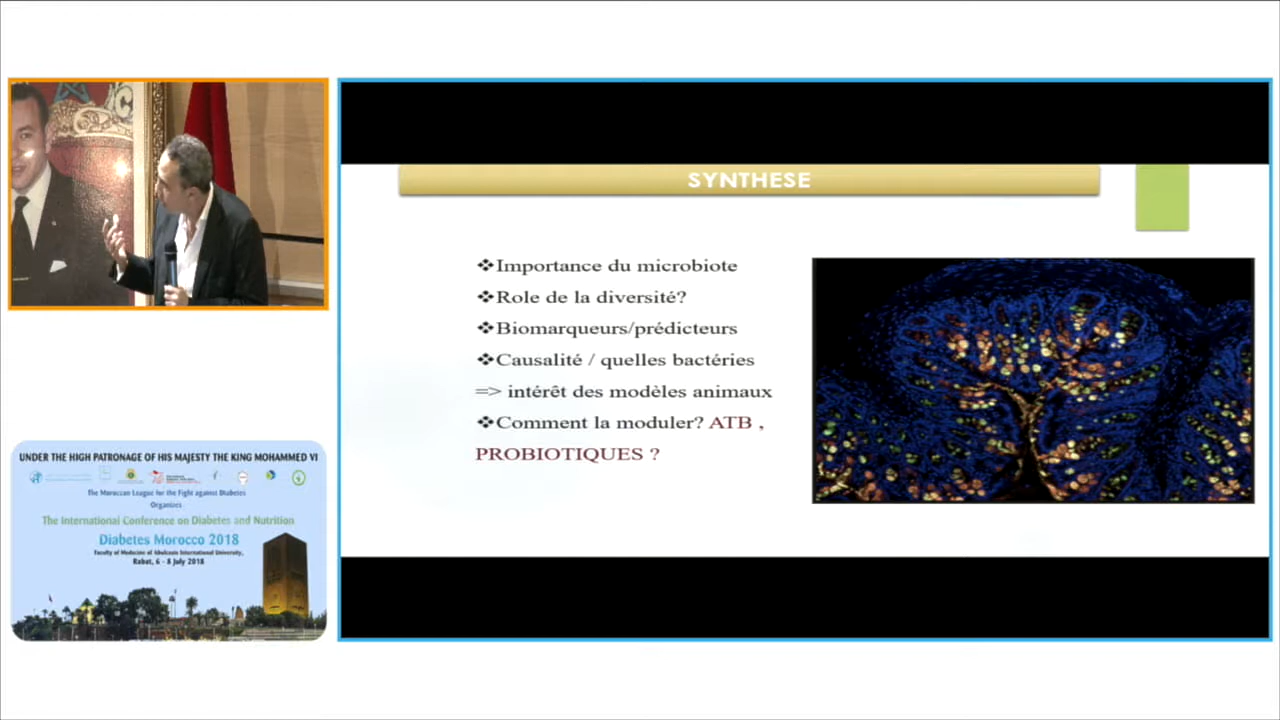 SYNTHESE
❖Importance du microbiote
❖Role de la diversité?
❖Biomarqueurs/prédicteurs
❖Causalité / quelles bactéries
=> intérêt des modèles animaux
❖Comment la moduler? ATB ,
PROBIOTIQUES ?
UNDER THE HIGH PATRONAGE OF HIS MAJESTY THE KING MOHAMMED VI
The Moroccan League for the Fight against Diabetes
Organizes
The International Conference on Diabetes and Nutrition
Diabetes Morocco 2018
Faculty of Medicine of Abulcasis International University,
Rabat, 6 - 8 July 2018